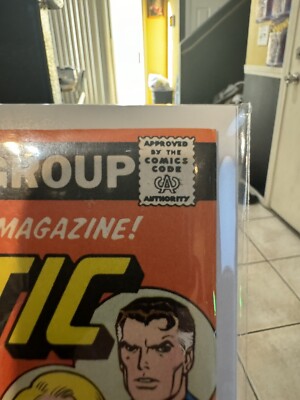 GROUP
APPROVED
BY THE
COMICS
CODE
CA
AUTHORITY
MAGAZINE!
TIC